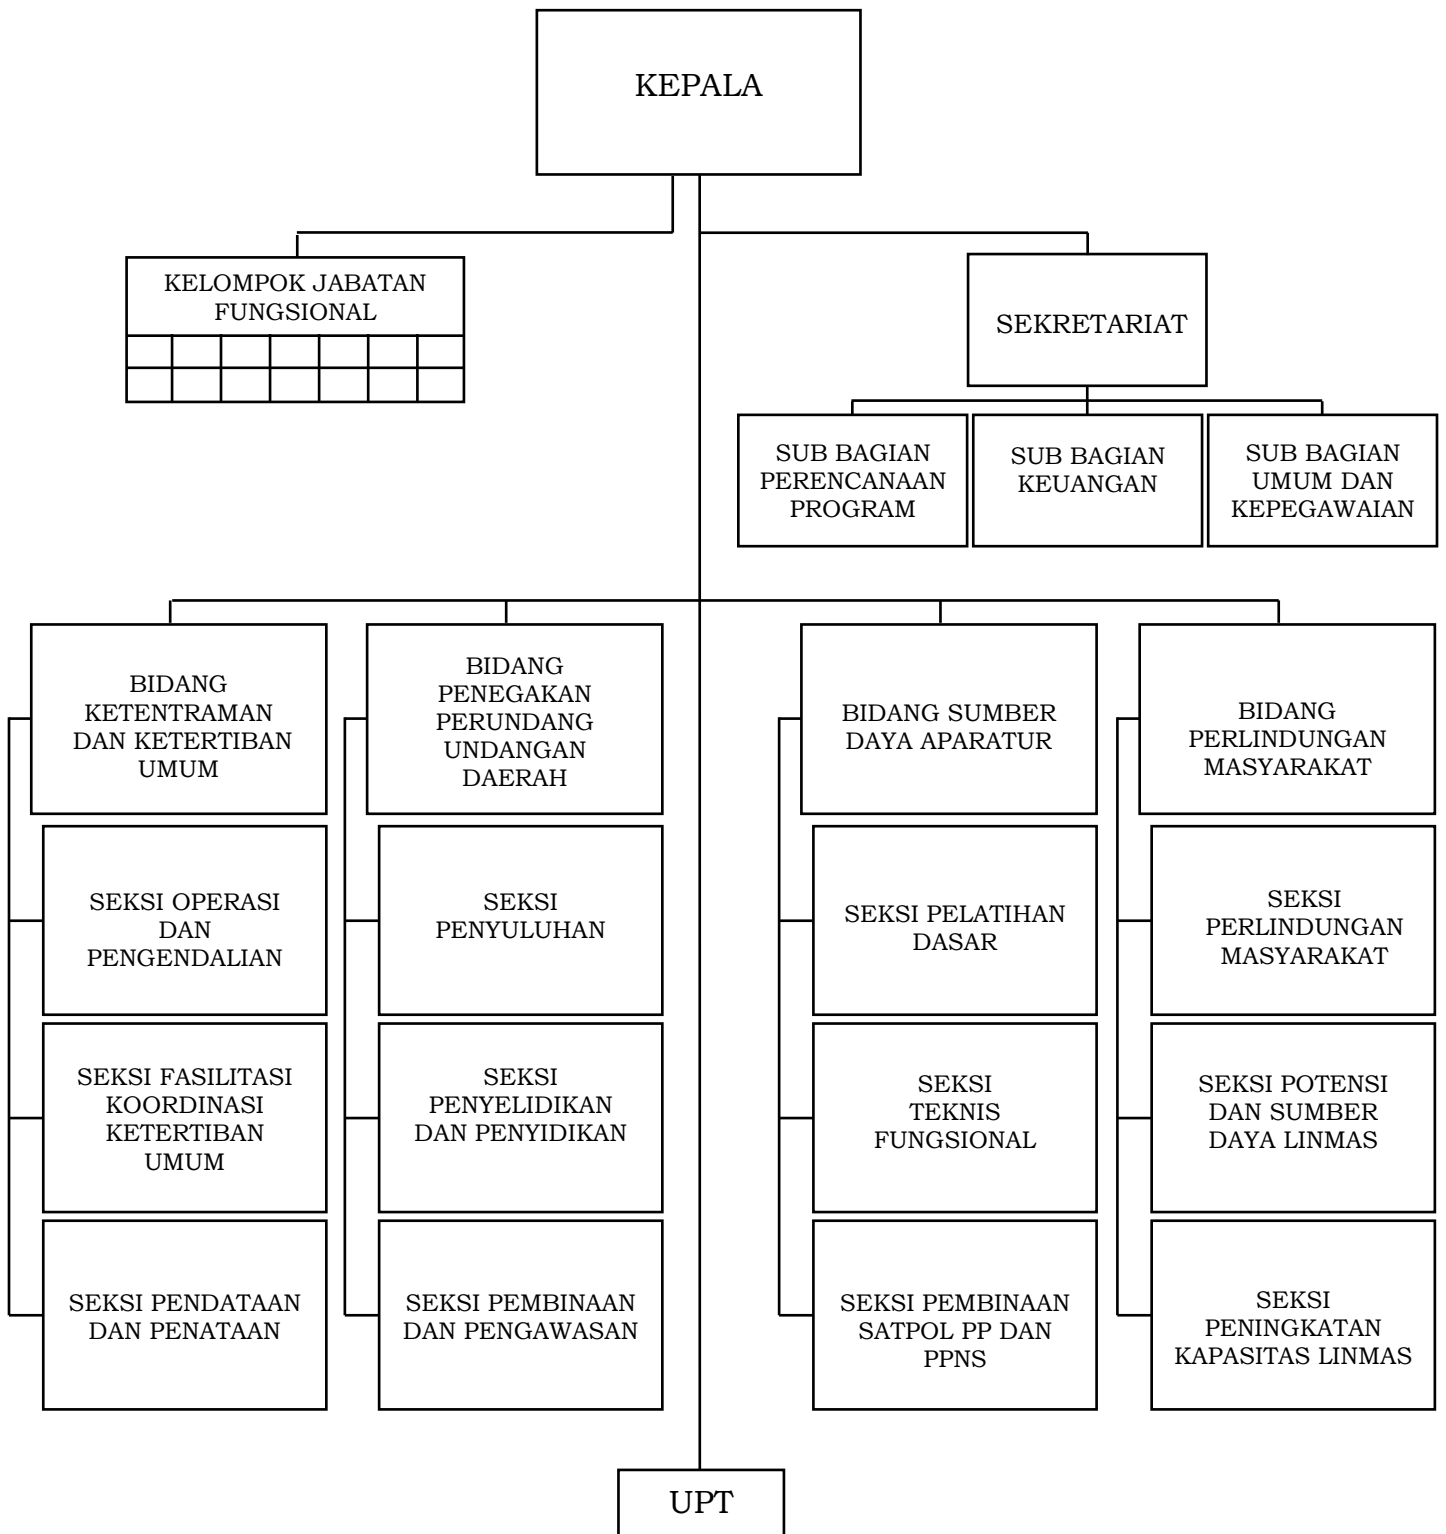 KEPALA
KELOMPOK JABATAN
FUNGSIONAL
SEKRETARIAT
SUB BAGIAN
PERENCANAAN
PROGRAM
SUB BAGIAN
KEUANGAN
SUB BAGIAN
UMUM DAN
KEPEGAWAIAN
BIDANG
KETENTRAMAN
DAN KETERTIBAN
UMUM
BIDANG
PENEGAKAN
PERUNDANG
UNDANGAN
DAERAH
BIDANG SUMBER
DAYA APARATUR
BIDANG
PERLINDUNGAN
MASYARAKAT
SEKSI OPERASI
DAN
PENGENDALIAN
SEKSI
PENYULUHAN
SEKSI PELATIHAN
DASAR
SEKSI
PERLINDUNGAN
MASYARAKAT
SEKSI FASILITASI
KOORDINASI
KETERTIBAN
UMUM
SEKSI
PENYELIDIKAN
DAN PENYIDIKAN
SEKSI
TEKNIS
FUNGSIONAL
SEKSI POTENSI
DAN SUMBER
DAYA LINMAS
SEKSI PENDATAAN
DAN PENATAAN
SEKSI PEMBINAAN
DAN PENGAWASAN
SEKSI PEMBINAAN
SATPOL PP DAN
PPNS
SEKSI
PENINGKATAN
KAPASITAS LINMAS
UPT